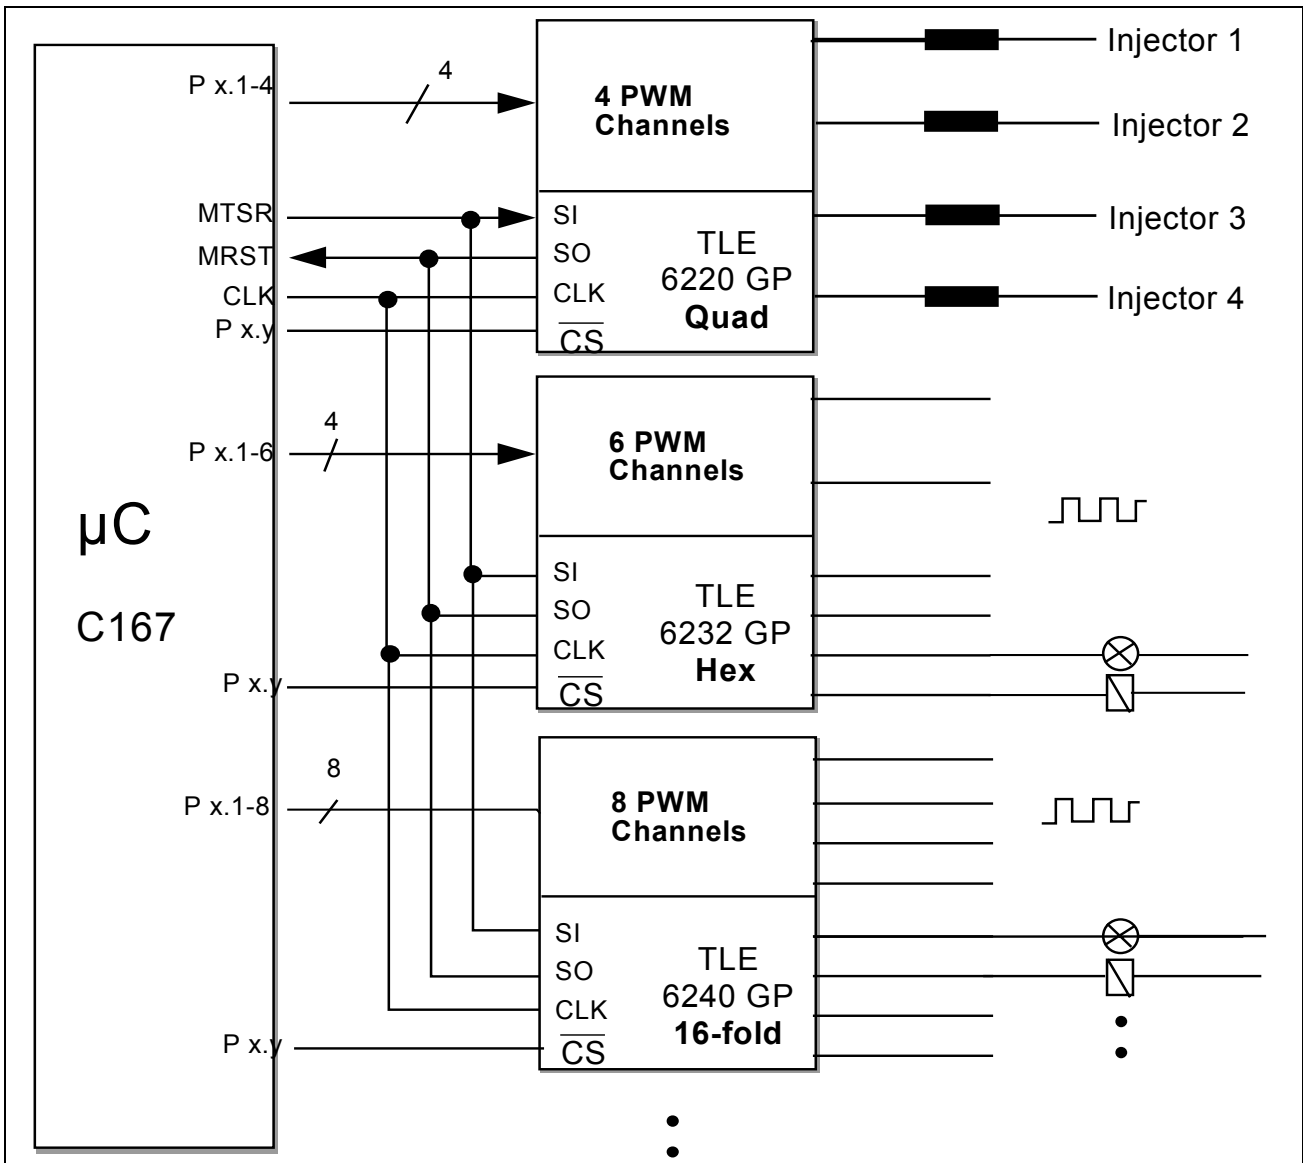 P x.1-4
4
4 PWM
Channels
Injector 1
Injector 2
MTSR
MRST
CLK
P x.y
SI
SO
CLK
CS
TLE
6220 GP
Quad
Injector 3
Injector 4
P x.1-6
4
6 PWM
Channels
µC
C167
SI
SO
CLK
CS
TLE
6232 GP
Hex
P x.y
P x.1-8
8
8 PWM
Channels
SI
SO
CLK
CS
TLE
6240 GP
16-fold
P x.y